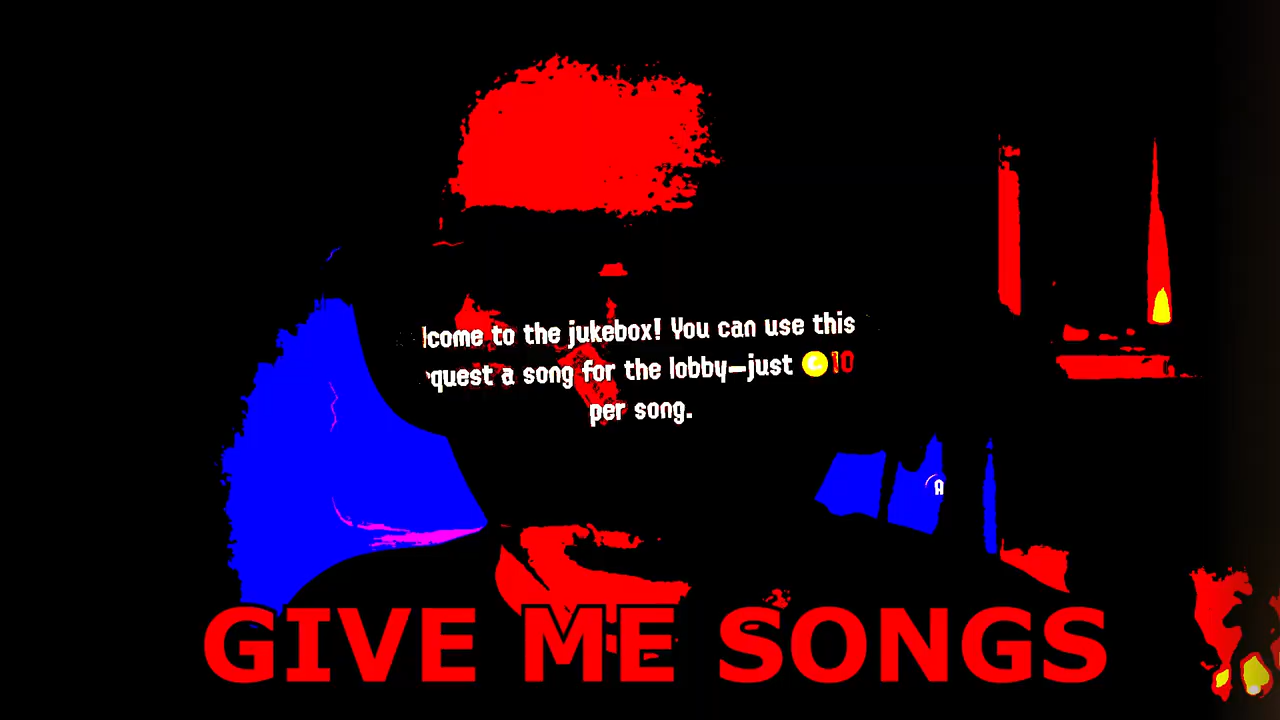 lcome to the jukebox! You can use this
quest a song for the lobby—just 10
per song.
A
GIVE ME SONGS